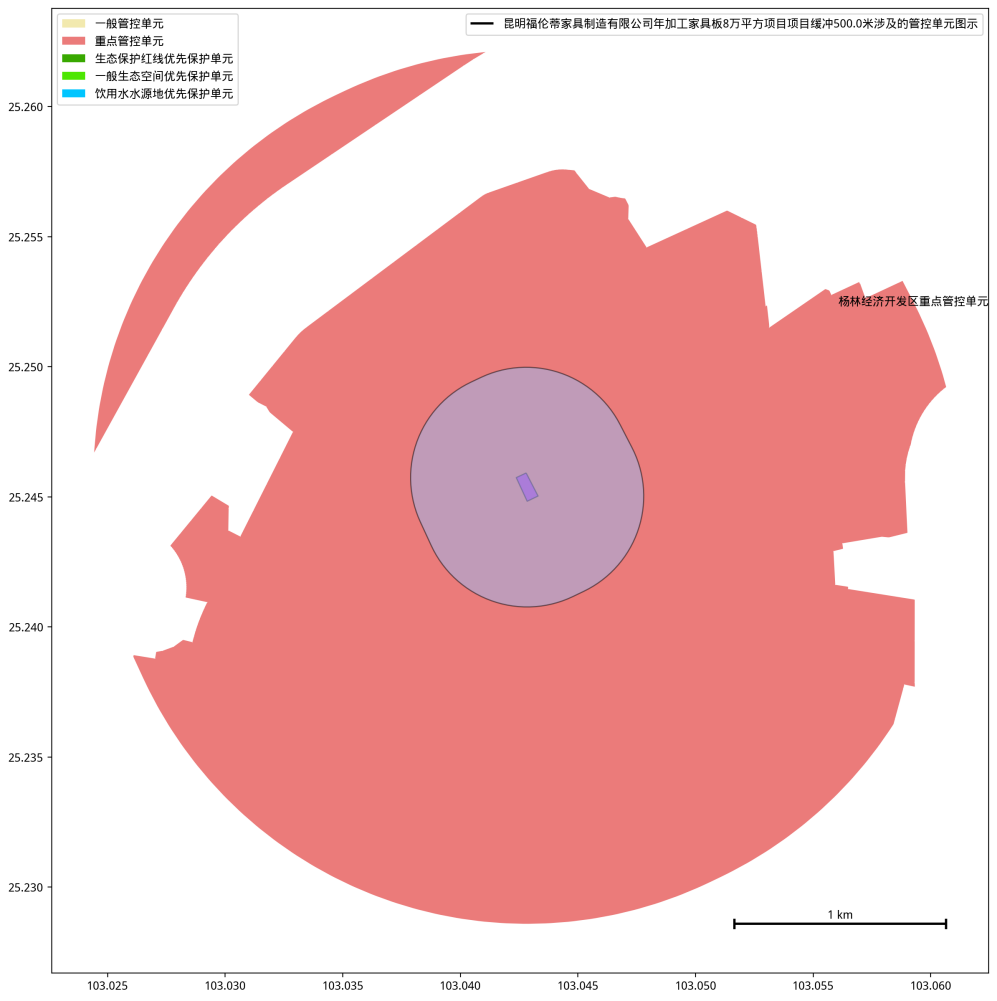 一般管控单元
重点管控单元
生态保护红线优先保护单元
一般生态空间优先保护单元
饮用水水源地优先保护单元
昆明福伦蒂家具制造有限公司年加工家具板8万平方项目项目缓冲500.0米涉及的管控单元图示
25.260
25.255
25.250
25.245
25.240
25.235
25.230
杨林经济开发区重点管控单元
1 km
103.025
103.030
103.035
103.040
103.045
103.050
103.055
103.060